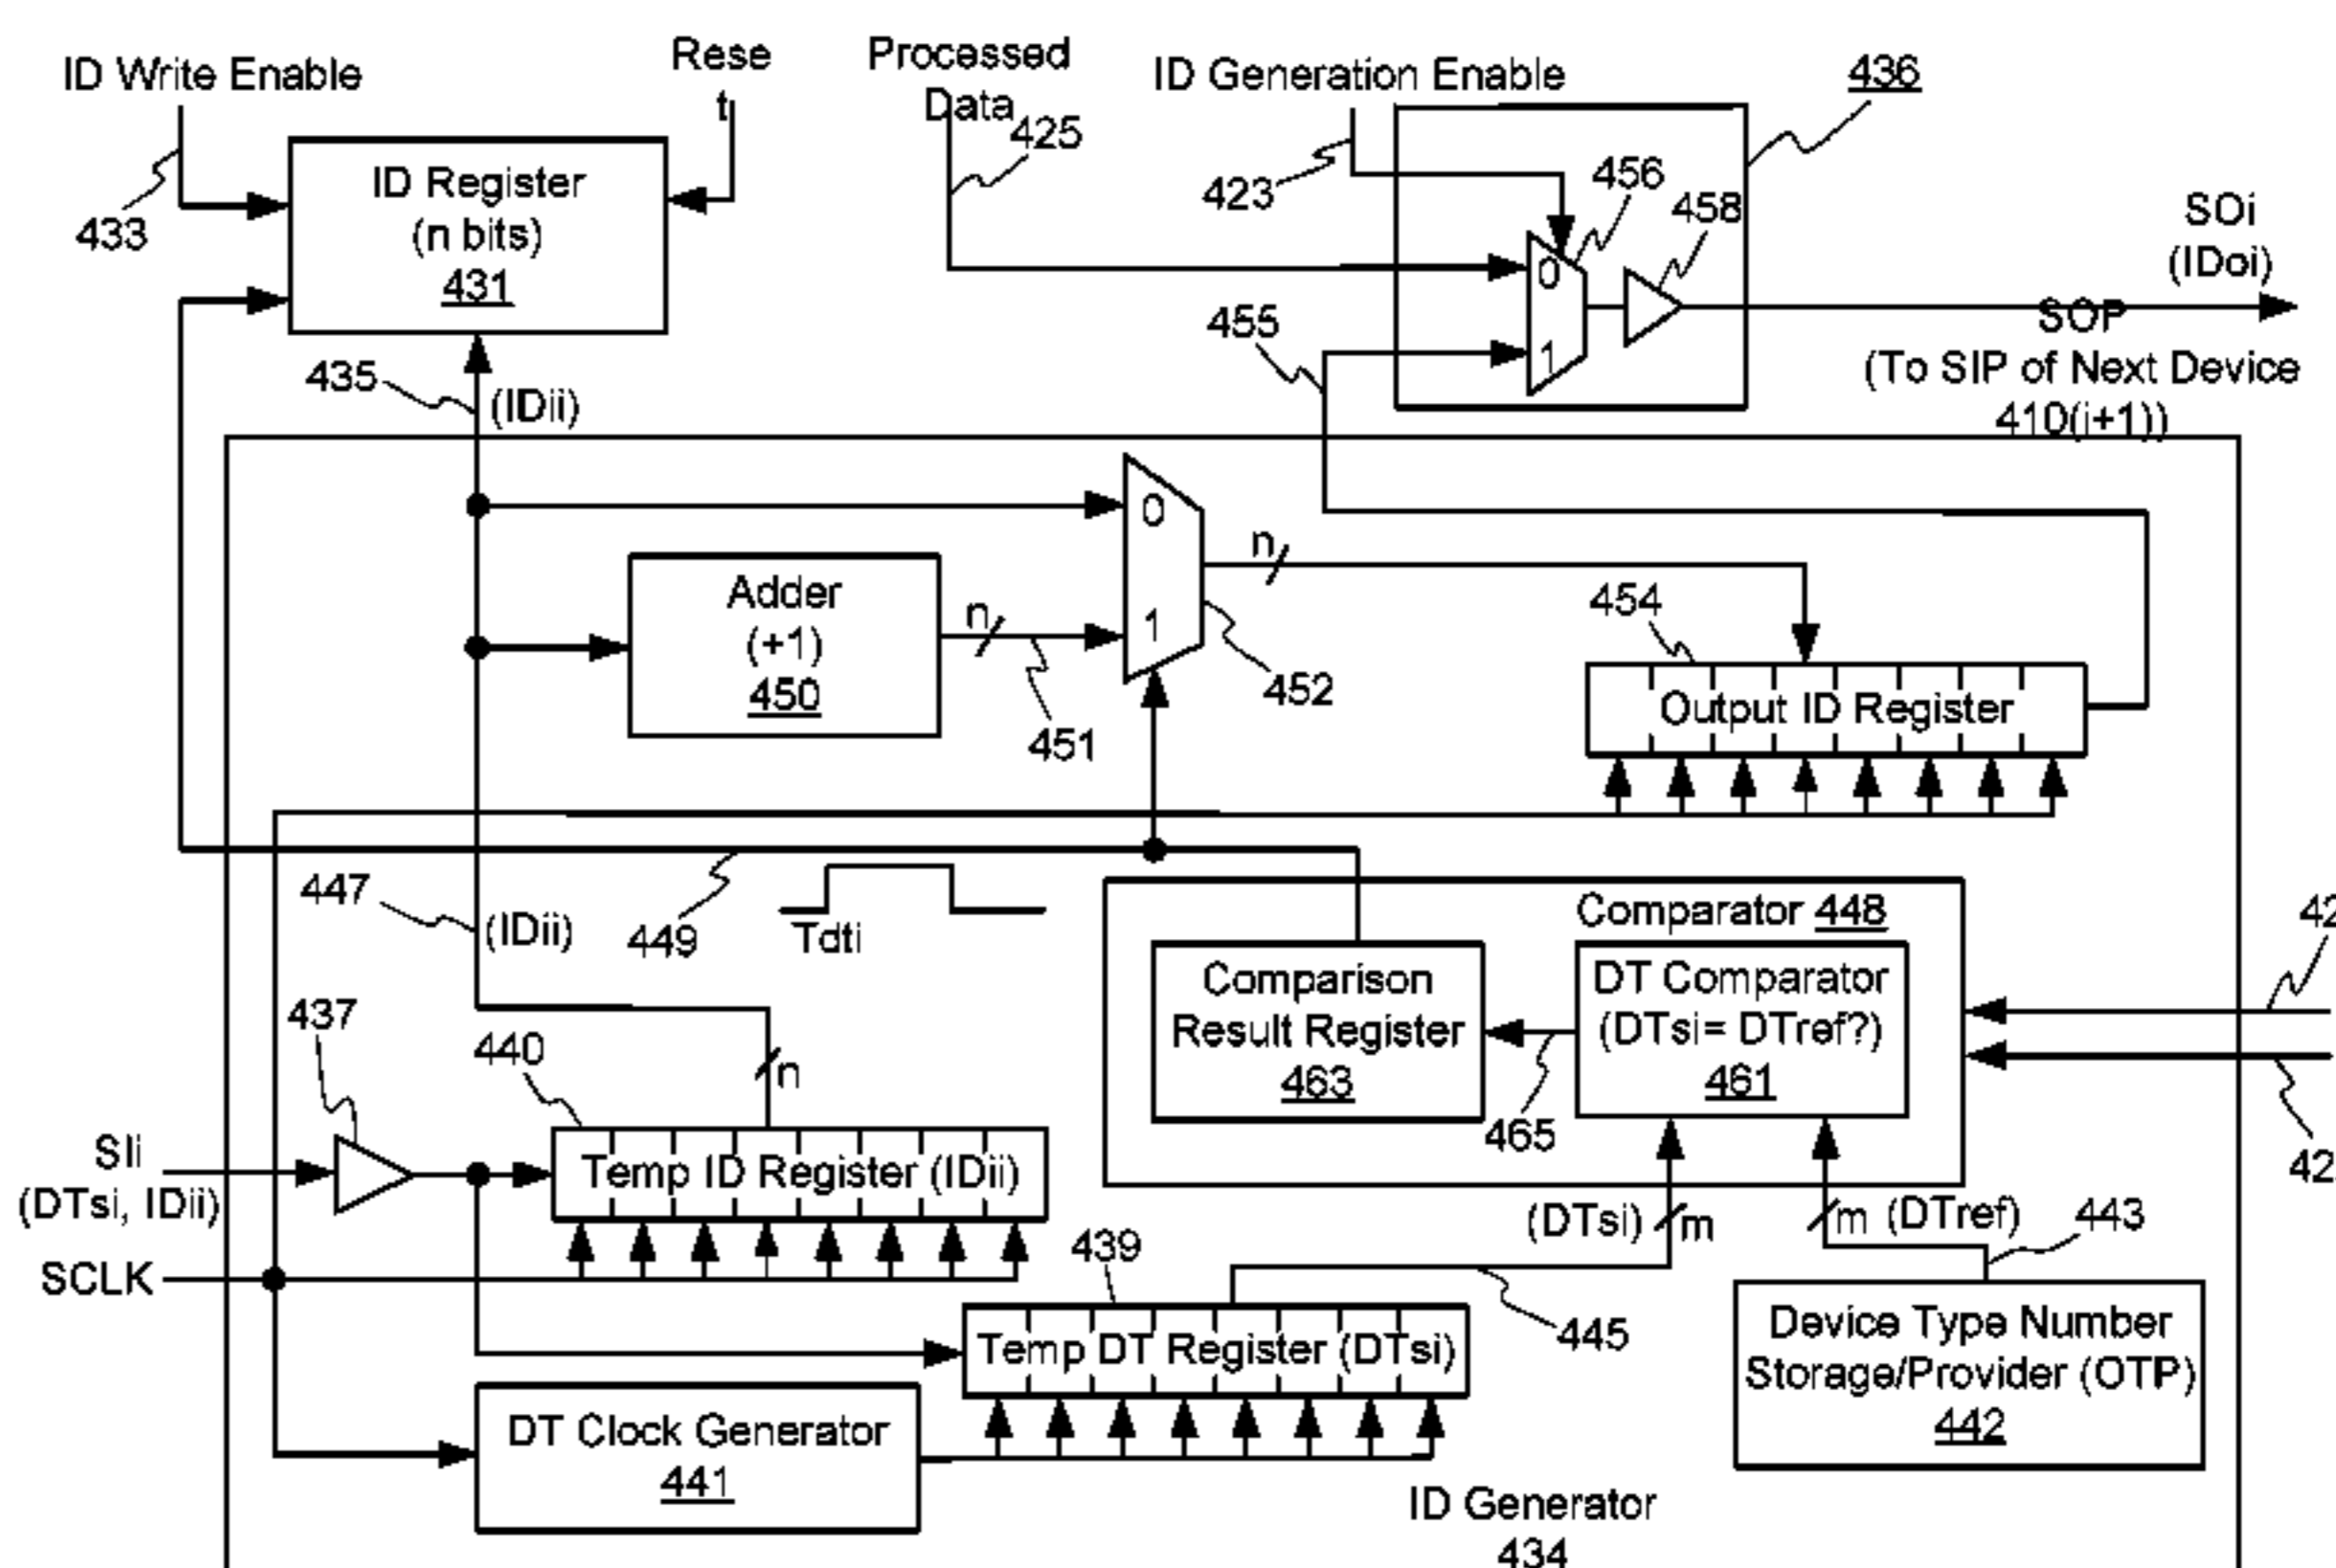 ID Write Enable
Rese
t
Processed
Data
ID Generation Enable
436
425
433
ID Register
(n bits)
431
423
456
458
0
1
SOi
(IDoi)
SOP
(To SIP of Next Device
410(i+1))
455
435
(IDii)
0
1
Adder
(+1)
450
n
451
n
452
454
Output ID Register
447
(IDii)
449
Tdti
Comparator 448
Comparison
Result Register
463
DT Comparator
(DTsi= DTref?)
461
465
42
42
437
440
n
SIi
(DTsi, IDii)
Temp ID Register (IDii)
SCLK
(DTsi)
m
m
(DTref)
443
439
Temp DT Register (DTsi)
445
Device Type Number
Storage/Provider (OTP)
442
DT Clock Generator
441
ID Generator
434